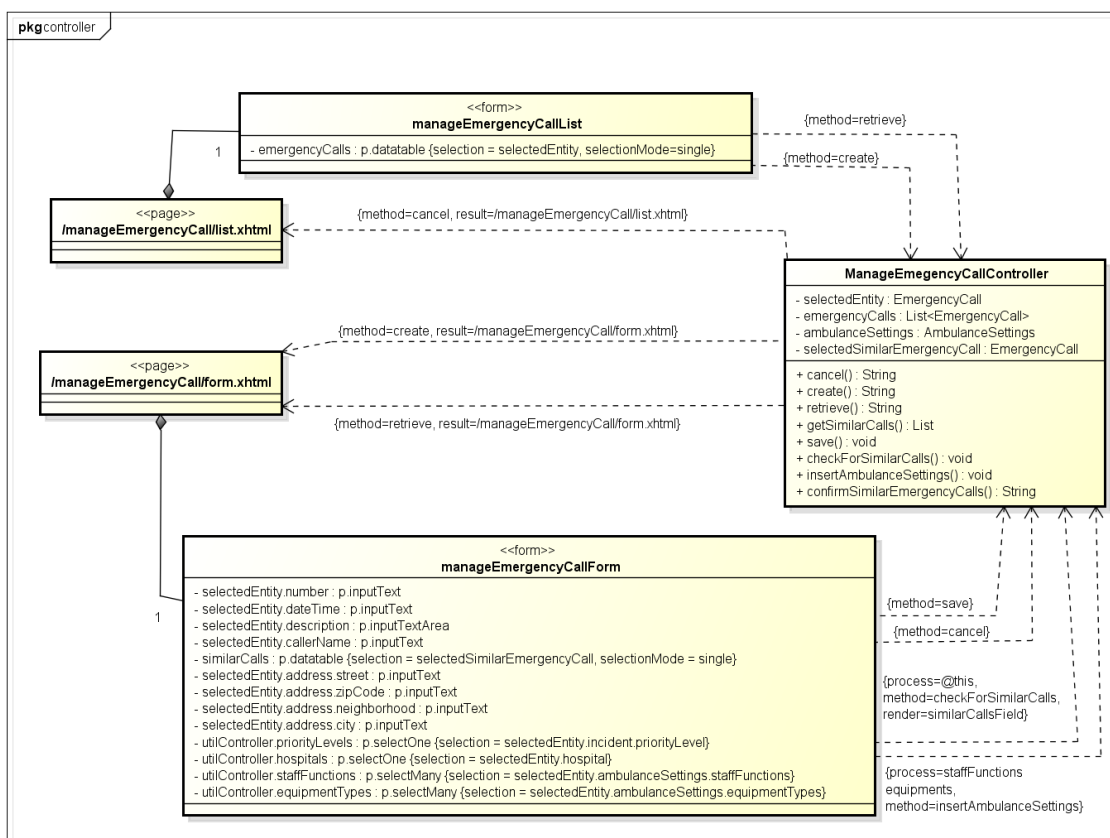 pkg controller
<<form>>
manageEmergencyCallList
- emergencyCalls : p.datatable {selection = selectedEntity, selectionMode=single}
{method=retrieve}
{method=create}
1
<<page>>
/manageEmergencyCall/list.xhtml
{method=cancel, result=/manageEmergencyCall/list.xhtml}
ManageEmegencyCallController
- selectedEntity : EmergencyCall
- emergencyCalls : List<EmergencyCall>
- ambulanceSettings : AmbulanceSettings
- selectedSimilarEmergencyCall : EmergencyCall
+ cancel() : String
+ create() : String
+ retrieve() : String
+ getSimilarCalls() : List
+ save() : void
+ checkForSimilarCalls() : void
+ insertAmbulanceSettings() : void
+ confirmSimilarEmergencyCalls() : String
{method=create, result=/manageEmergencyCall/form.xhtml}
<<page>>
/manageEmergencyCall/form.xhtml
{method=retrieve, result=/manageEmergencyCall/form.xhtml}
<<form>>
manageEmergencyCallForm
- selectedEntity.number : p.inputText
- selectedEntity.dateTime : p.inputText
- selectedEntity.description : p.inputTextArea
- selectedEntity.callerName : p.inputText
- similarCalls : p.datatable {selection = selectedSimilarEmergencyCall, selectionMode = single}
- selectedEntity.address.street : p.inputText
- selectedEntity.address.zipCode : p.inputText
- selectedEntity.address.neighborhood : p.inputText
- selectedEntity.address.city : p.inputText
- utilController.priorityLevels : p.selectOne {selection = selectedEntity.incident.priorityLevel}
- utilController.hospitals : p.selectOne {selection = selectedEntity.hospital}
- utilController.staffFunctions : p.selectMany {selection = selectedEntity.ambulanceSettings.staffFunctions}
- utilController.equipmentTypes : p.selectMany {selection = selectedEntity.ambulanceSettings.equipmentTypes}
1
{method=save}
{method=cancel}
{process=@this,
method=checkForSimilarCalls,
render=similarCallsField}
{process=staffFunctions
equipments,
method=insertAmbulanceSettings}